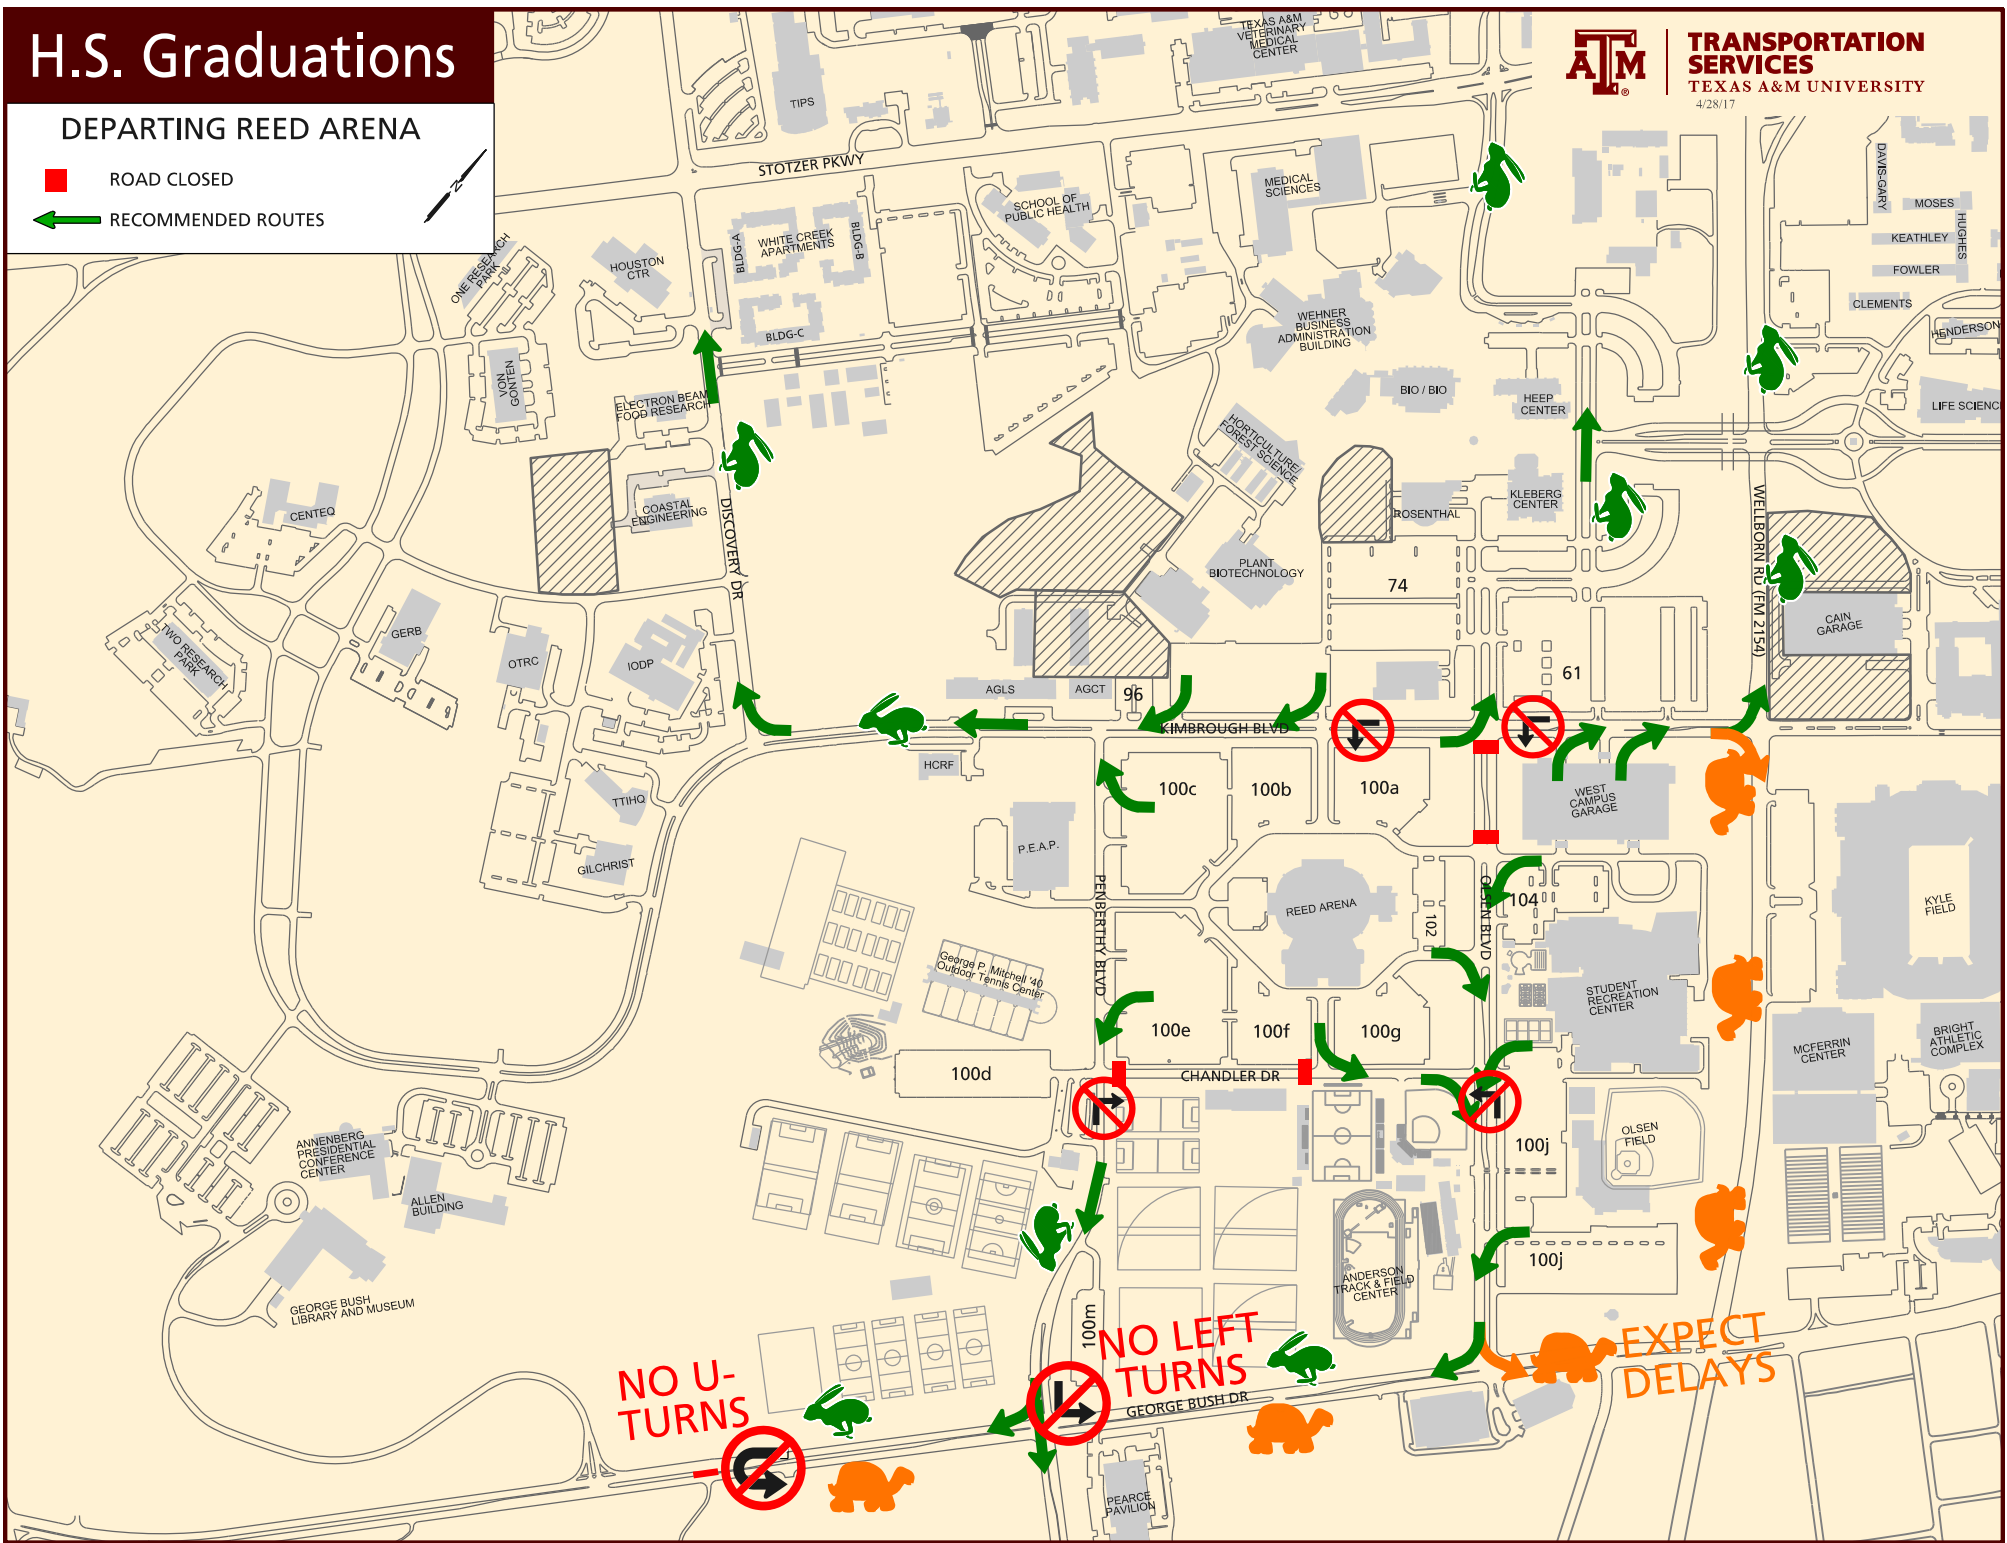 H.S. Graduations
DEPARTING REED ARENA
ROAD CLOSED
RECOMMENDED ROUTES
N
ATM
®
TRANSPORTATION
SERVICES
TEXAS A&M UNIVERSITY
4/28/17
TEXAS A&M
VETERINARY
MEDICAL
CENTER
TIPS
STOTZER PKWY
MEDICAL
SCIENCES
SCHOOL OF
PUBLIC HEALTH
DAVIS-GARY
MOSES
HUGHES
KEATHLEY
FOWLER
CLEMENTS
HENDERSON
LIFE SCIENC
ONE RESEARCH
PARK
HOUSTON
CTR
BLDG-A
WHITE CREEK
APARTMENTS
BLDG-B
BLDG-C
WEHNER
BUSINESS
ADMINISTRATION
BUILDING
VON
GONTEN
ELECTRON BEAM
FOOD RESEARCH
BIO / BIO
HEEP
CENTER
HORTICULTURE/
FOREST SCIENCE
CENTEQ
COASTAL
ENGINEERING
DISCOVERY DR
ROSENTHAL
KLEBERG
CENTER
WELLBORN RD (FM 2154)
PLANT
BIOTECHNOLOGY
74
CAIN
GARAGE
GERB
TWO RESEARCH
PARK
OTRC
IODP
AGLS
AGCT
96
61
KIMBROUGH BLVD
HCRF
TTIHQ
100c
100b
100a
WEST
CAMPUS
GARAGE
P.E.A.P.
GILCHRIST
PENBERTHY BLVD
REED ARENA
102
OLSEN BLVD
104
KYLE
FIELD
George P. Mitchell '40
Outdoor Tennis Center
STUDENT
RECREATION
CENTER
100e
100f
100g
MCFERRIN
CENTER
BRIGHT
ATHLETIC
COMPLEX
100d
CHANDLER DR
ANNENBERG
PRESIDENTIAL
CONFERENCE
CENTER
100j
OLSEN
FIELD
ALLEN
BUILDING
100j
GEORGE BUSH
LIBRARY AND MUSEUM
ANDERSON
TRACK & FIELD
CENTER
100m
NO LEFT
TURNS
EXPECT
DELAYS
NO U-
TURNS
GEORGE BUSH DR
PEARCE
PAVILION